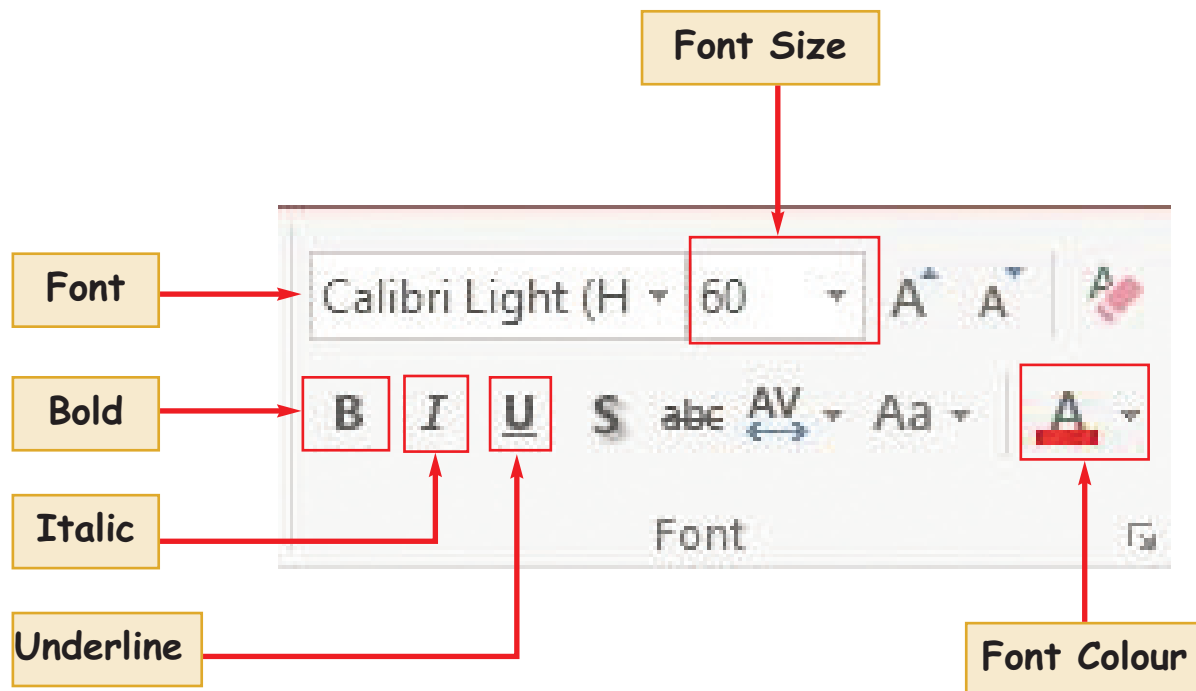 Font Size
Font
Calibri Light (H
60
A
A
A
Bold
B
I
U
S
abc
AV
Aa
A
Italic
Font
Underline
Font Colour